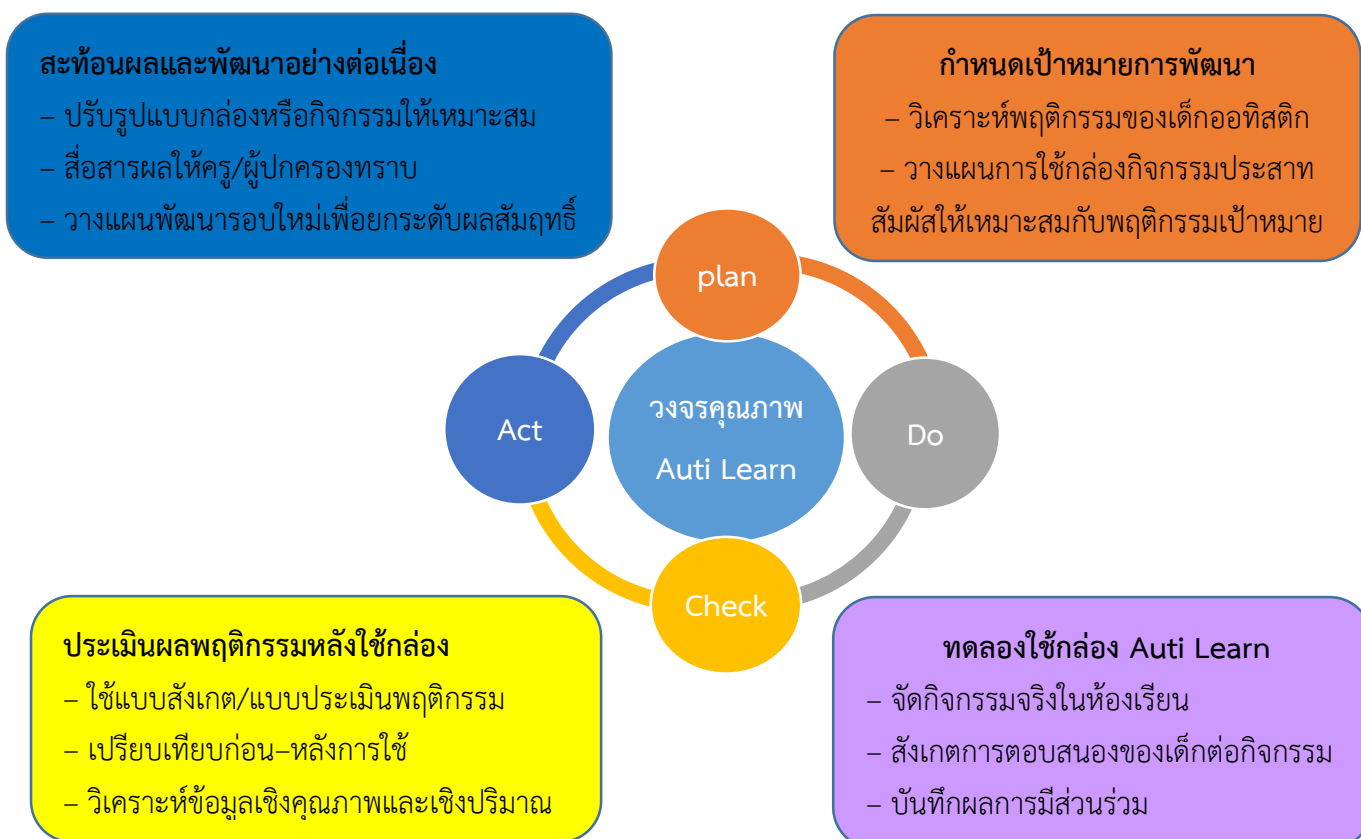 สะท้อนผลและพัฒนาอย่างต่อเนื่อง
– ปรับรูปแบบกล่องหรือกิจกรรมให้เหมาะสม
– สื่อสารผลให้ครู/ผู้ปกครองทราบ
– วางแผนพัฒนารอบใหม่เพื่อยกระดับผลสัมฤทธิ์
กำหนดเป้าหมายการพัฒนา
– วิเคราะห์พฤติกรรมของเด็กออทิสติก
– วางแผนการใช้กล่องกิจกรรมประสาท
สัมผัสให้เหมาะสมกับพฤติกรรมเป้าหมาย
plan
Act
วงจรคุณภาพ
Auti Learn
Do
Check
ประเมินผลพฤติกรรมหลังใช้กล่อง
– ใช้แบบสังเกต/แบบประเมินพฤติกรรม
– เปรียบเทียบก่อน–หลังการใช้
– วิเคราะห์ข้อมูลเชิงคุณภาพและเชิงปริมาณ
ทดลองใช้กล่อง Auti Learn
– จัดกิจกรรมจริงในห้องเรียน
– สังเกตการตอบสนองของเด็กต่อกิจกรรม
– บันทึกผลการมีส่วนร่วม